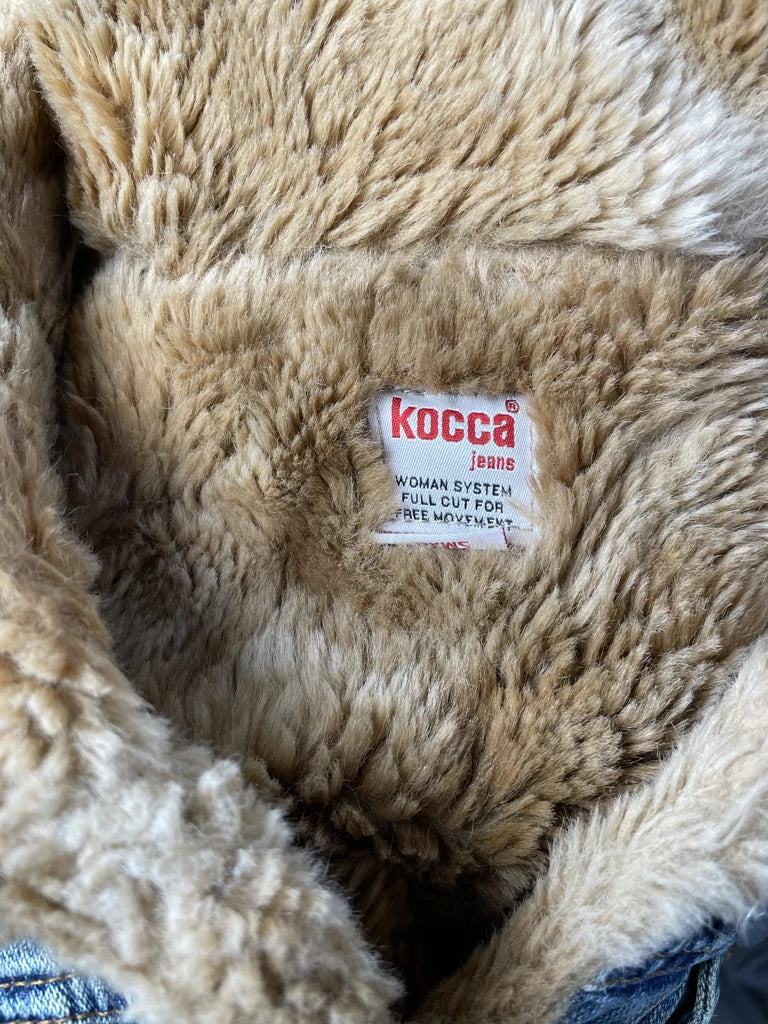 kocca®
jeans
WOMAN SYSTEM
FULL CUT FOR
FREE MOVEMENT